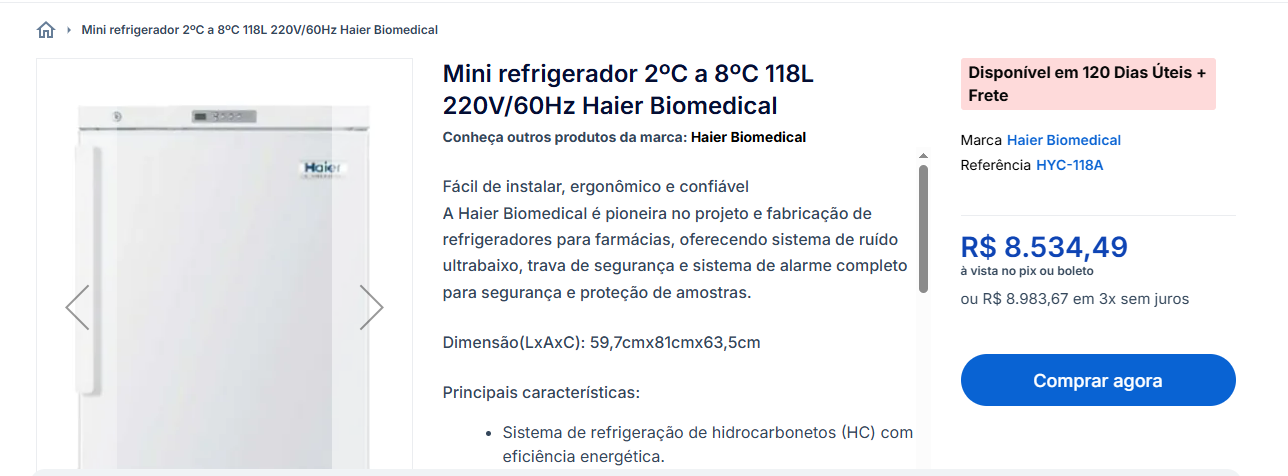 Mini refrigerador 2ºC a 8ºC 118L 220V/60Hz Haier Biomedical
Haier
Mini refrigerador 2ºC a 8ºC 118L
220V/60Hz Haier Biomedical
Conheça outros produtos da marca: Haier Biomedical
Fácil de instalar, ergonômico e confiável
A Haier Biomedical é pioneira no projeto e fabricação de
refrigeradores para farmácias, oferecendo sistema de ruído
ultrabaixo, trava de segurança e sistema de alarme completo
para segurança e proteção de amostras.
Dimensão(LxAxC): 59,7cmx81cmx63,5cm
Principais características:
• Sistema de refrigeração de hidrocarbonetos (HC) com
eficiência energética.
Disponível em 120 Dias Úteis +
Frete
Marca Haier Biomedical
Referência HYC-118A
R$ 8.534,49
à vista no pix ou boleto
ou R$ 8.983,67 em 3x sem juros
Comprar agora